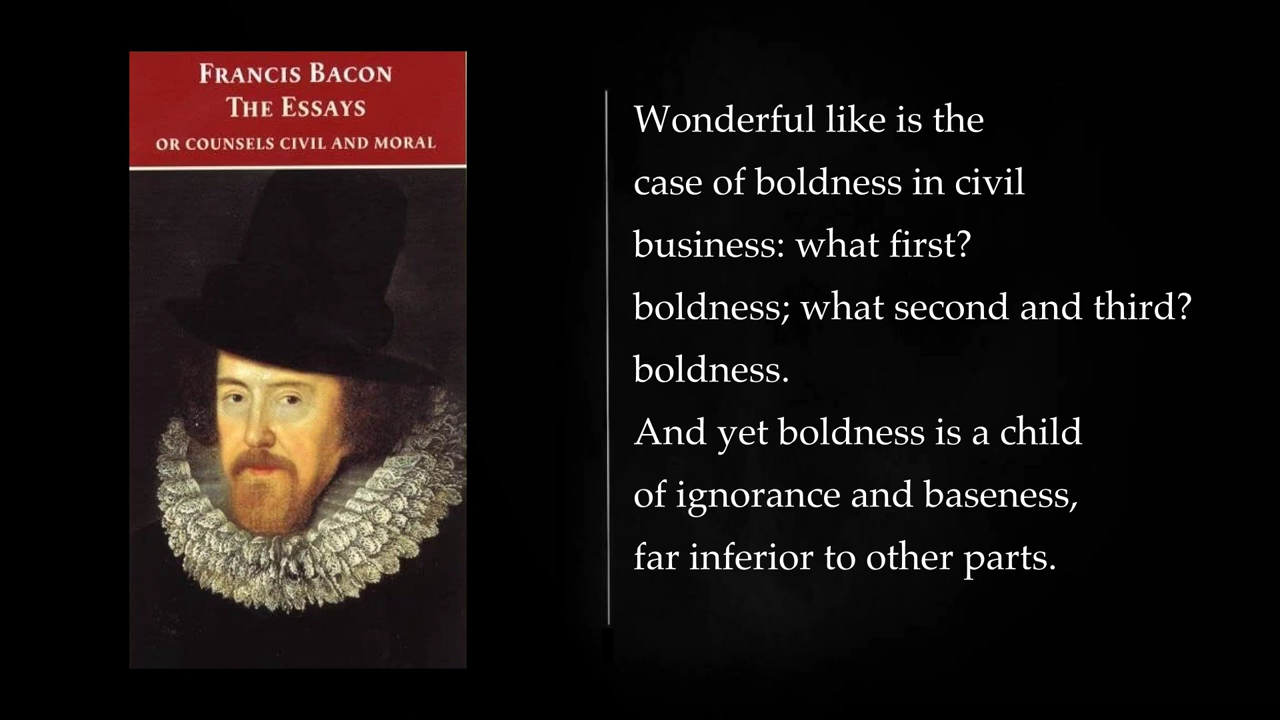 FRANCIS BACON
THE ESSAYS
OR COUNSELS CIVIL AND MORAL
Wonderful like is the
case of boldness in civil
business: what first?
boldness; what second and third?
boldness.
And yet boldness is a child
of ignorance and baseness,
far inferior to other parts.